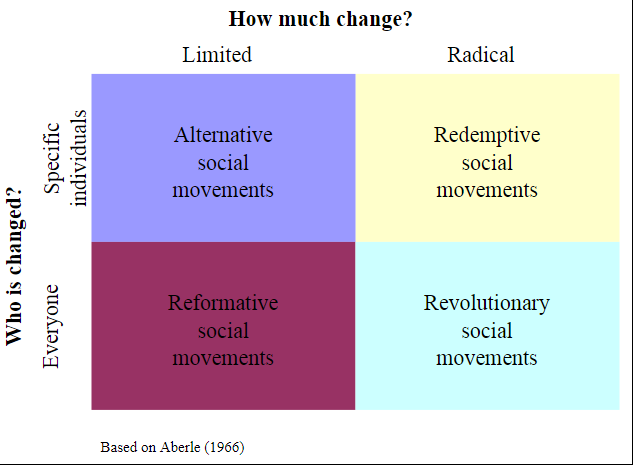 How much change?
Limited
Radical
Who is changed?
Specific
individuals
Alternative
social
movements
Redemptive
social
movements
Everyone
Reformative
social
movements
Revolutionary
social
movements
Based on Aberle (1966)